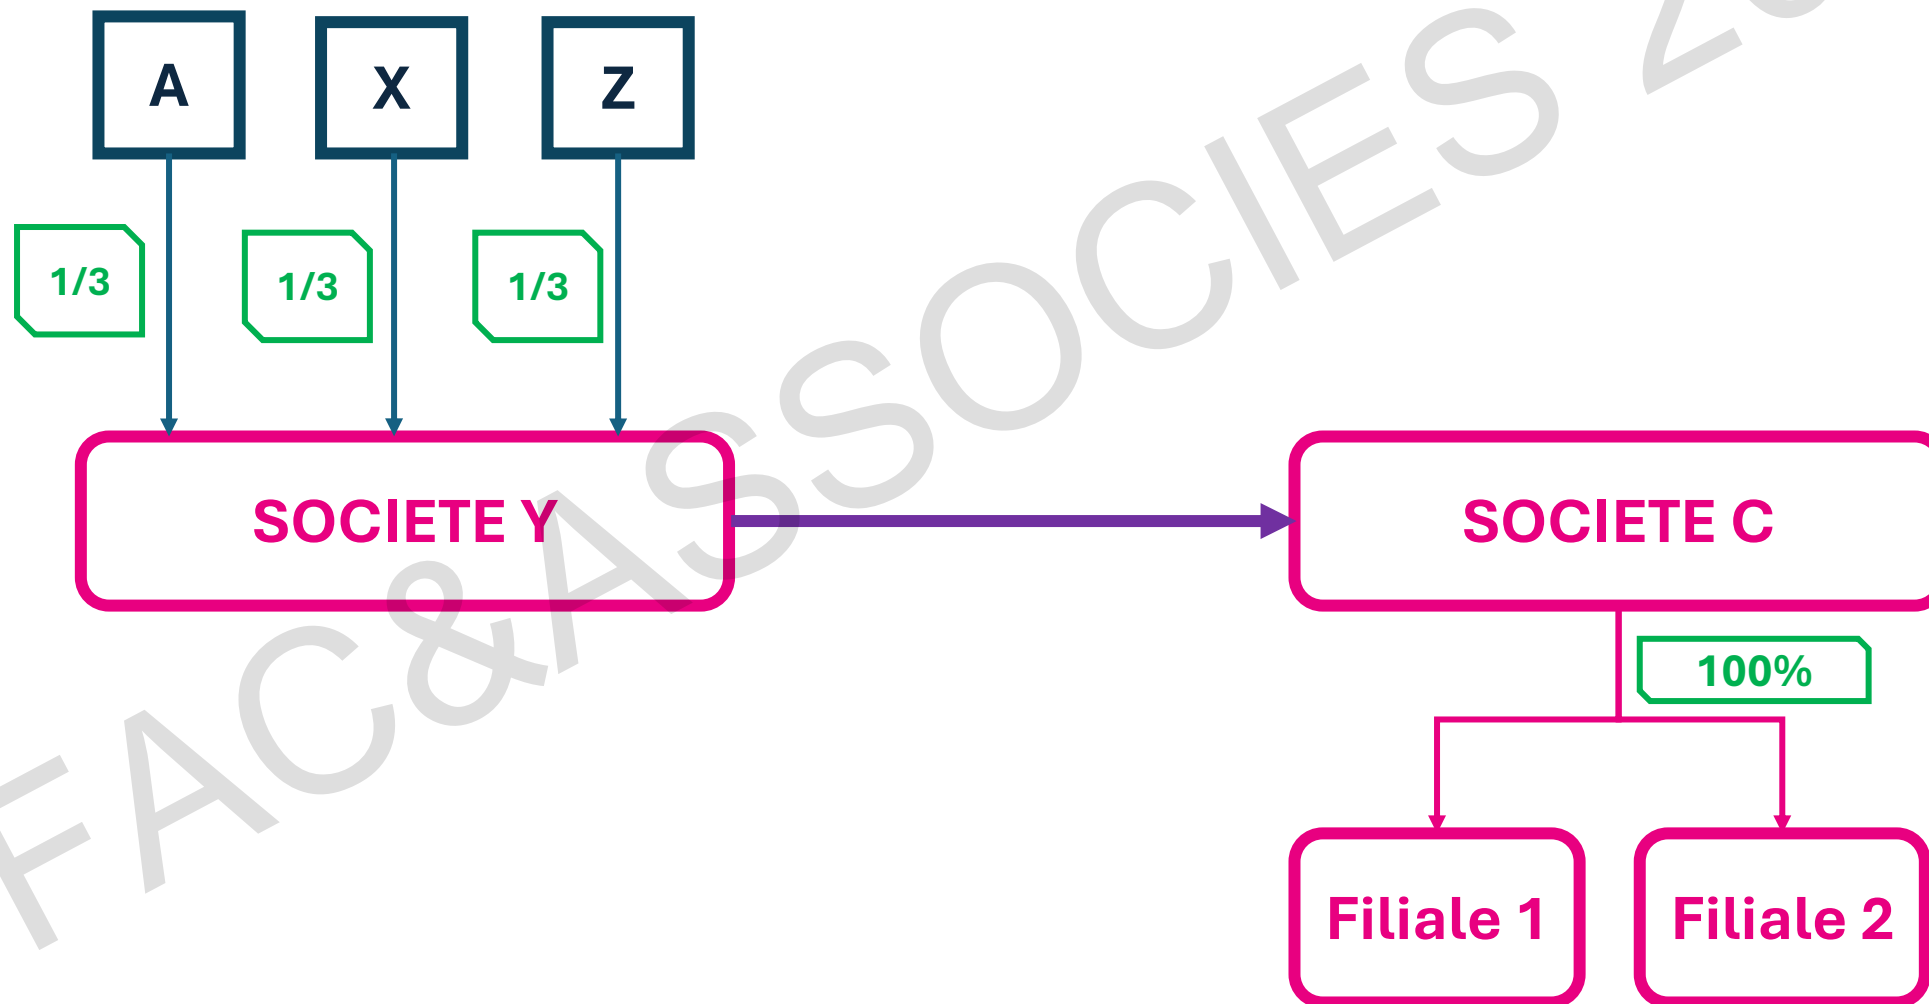 A
X
Z
1/3
1/3
1/3
SOCIETE Y
SOCIETE C
100%
Filiale 1
Filiale 2
FAC&ASSOCIES